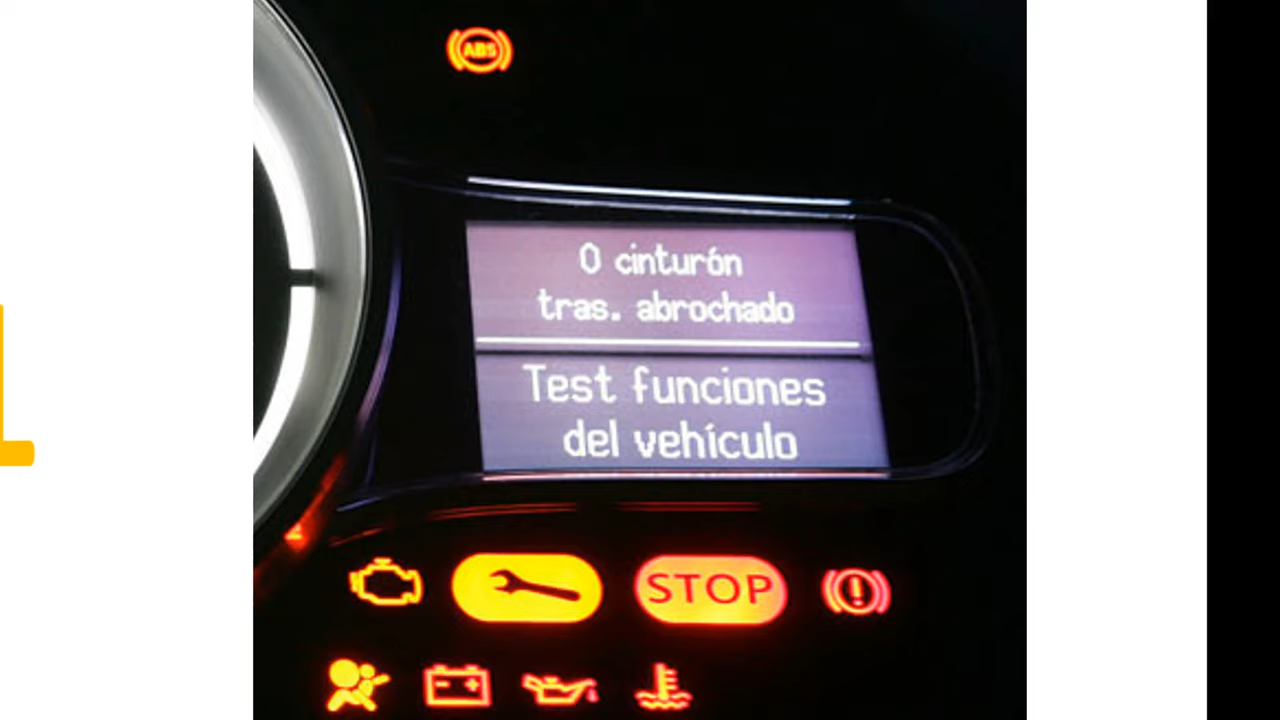 ABS
0 cinturón
tras. abrochado
Test funciones
del vehículo
STOP